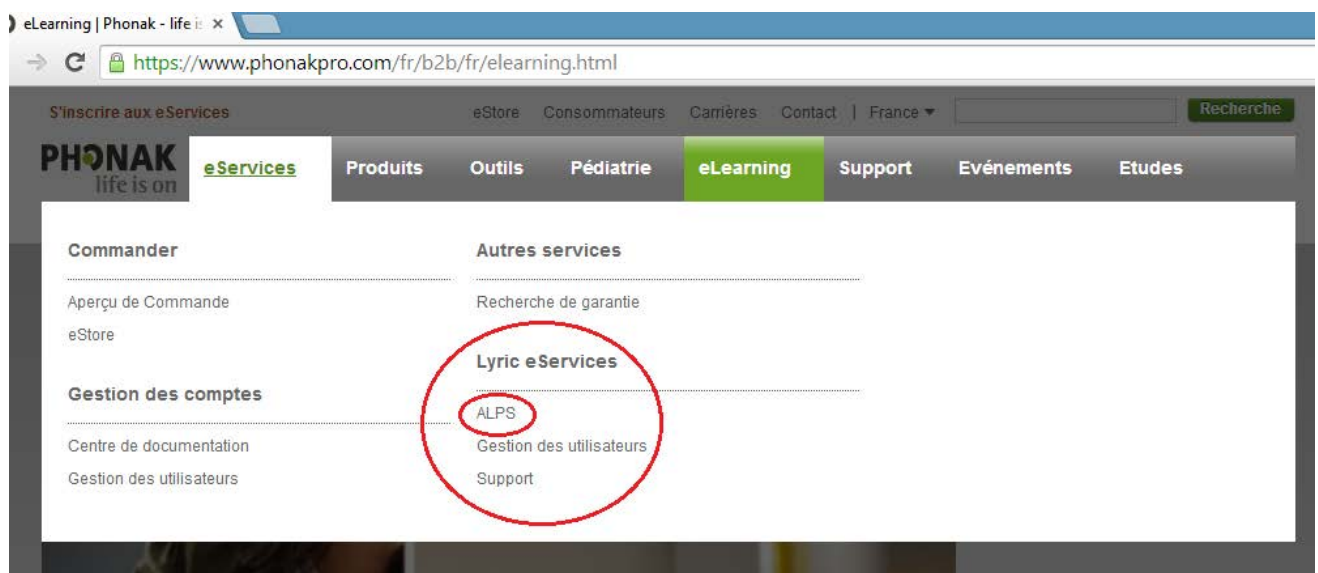 eLearning | Phonak - life i
https://www.phonakpro.com/fr/b2b/fr/elearning.html
S'inscrire aux eServices eStore Consommateurs Carrières Contact | France Recherche
PHONAK
life is on
eServices Produits Outils Pédiatrie eLearning Support Evénements Etudes
Commander
Aperçu de Commande
eStore
Gestion des comptes
Centre de documentation
Gestion des utilisateurs
Autres services
Recherche de garantie
Lyric eServices
ALPS
Gestion des utilisateurs
Support